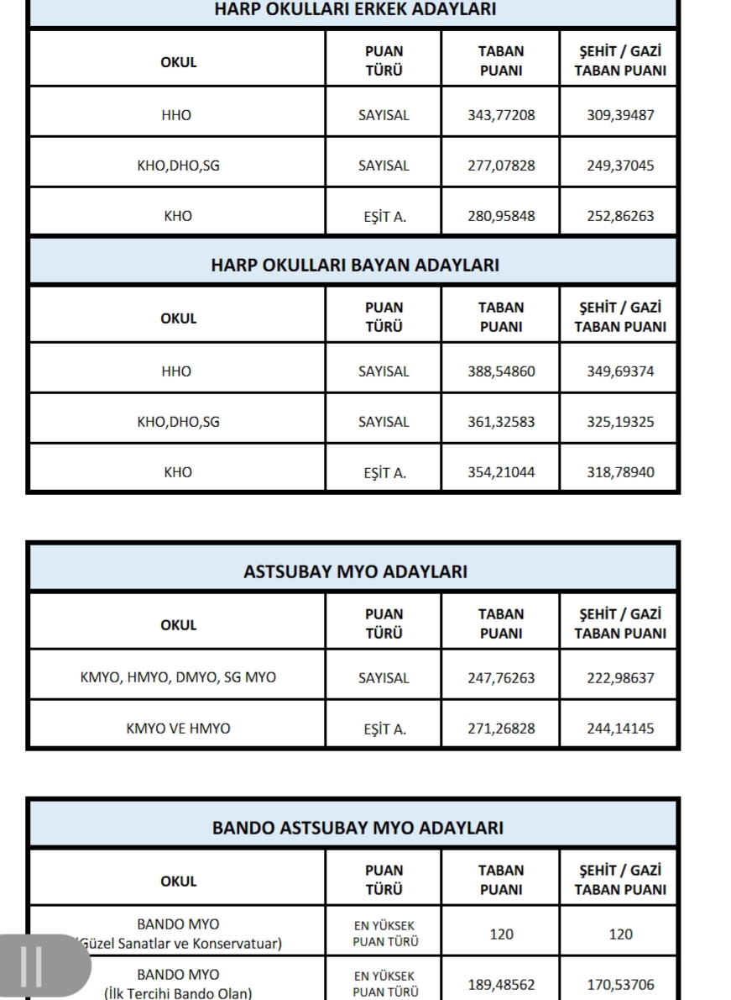 HARP OKULLARI ERKEK ADAYLARI
OKUL PUAN TÜRÜ TABAN PUANI ŞEHİT / GAZİ TABAN PUANI
HHO SAYISAL 343,77208 309,39487
KHO,DHO,SG SAYISAL 277,07828 249,37045
KHO EŞİT A. 280,95848 252,86263
HARP OKULLARI BAYAN ADAYLARI
OKUL PUAN TÜRÜ TABAN PUANI ŞEHİT / GAZİ TABAN PUANI
HHO SAYISAL 388,54860 349,69374
KHO,DHO,SG SAYISAL 361,32583 325,19325
KHO EŞİT A. 354,21044 318,78940
ASTSUBAY MYO ADAYLARI
OKUL PUAN TÜRÜ TABAN PUANI ŞEHİT / GAZİ TABAN PUANI
KMYO, HMYO, DMYO, SG MYO SAYISAL 247,76263 222,98637
KMYO VE HMYO EŞİT A. 271,26828 244,14145
BANDO ASTSUBAY MYO ADAYLARI
OKUL PUAN TÜRÜ TABAN PUANI ŞEHİT / GAZİ TABAN PUANI
BANDO MYO (Güzel Sanatlar ve Konservatuar) EN YÜKSEK PUAN TÜRÜ 120 120
BANDO MYO (İlk Tercihi Bando Olan) EN YÜKSEK PUAN TÜRÜ 189,48562 170,53706